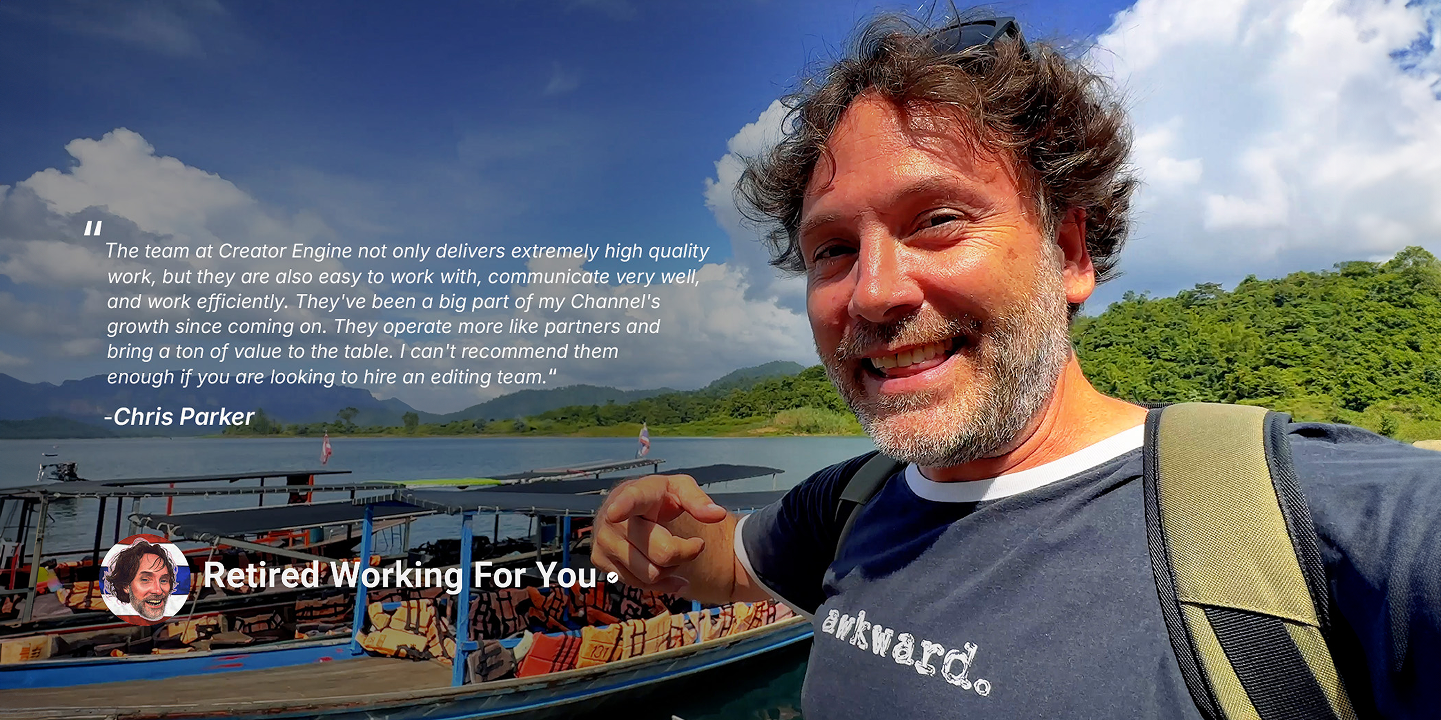 "
The team at Creator Engine not only delivers extremely high quality
work, but they are also easy to work with, communicate very well,
and work efficiently. They've been a big part of my Channel's
growth since coming on. They operate more like partners and
bring a ton of value to the table. I can't recommend them
enough if you are looking to hire an editing team."
-Chris Parker
Retired Working For You
awkward.